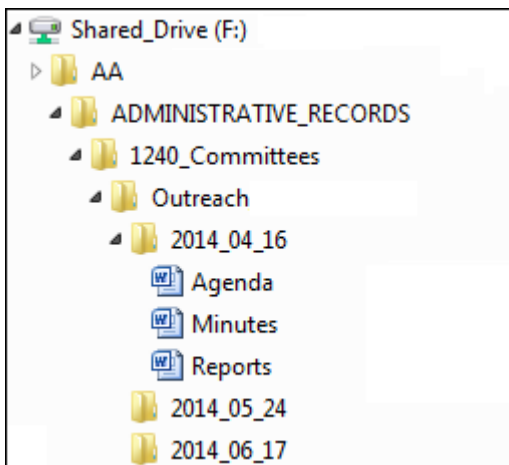 Shared_Drive (F:)
AA
ADMINISTRATIVE_RECORDS
1240_Committees
Outreach
2014_04_16
Agenda
Minutes
Reports
2014_05_24
2014_06_17